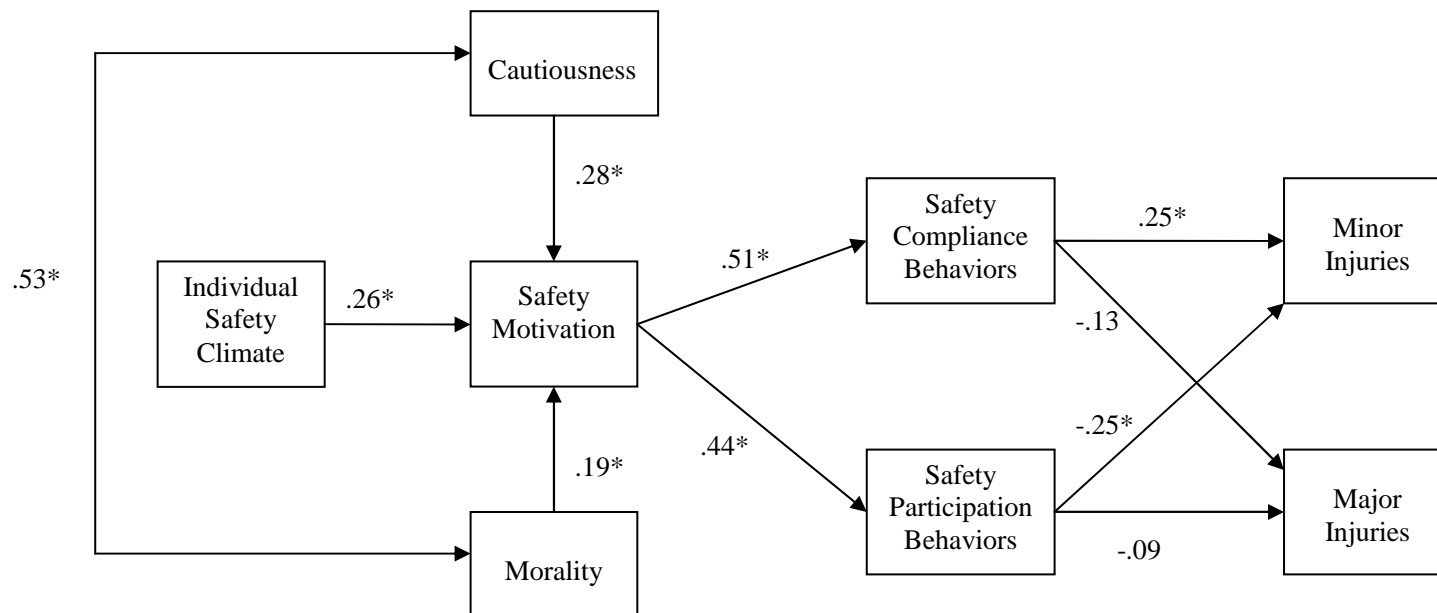 Cautiousness
.28*
.53*
Individual
Safety
Climate
.26*
Safety
Motivation
.19*
Morality
.51*
.44*
Safety
Compliance
Behaviors
Safety
Participation
Behaviors
.25*
-.13
-.25*
-.09
Minor
Injuries
Major
Injuries